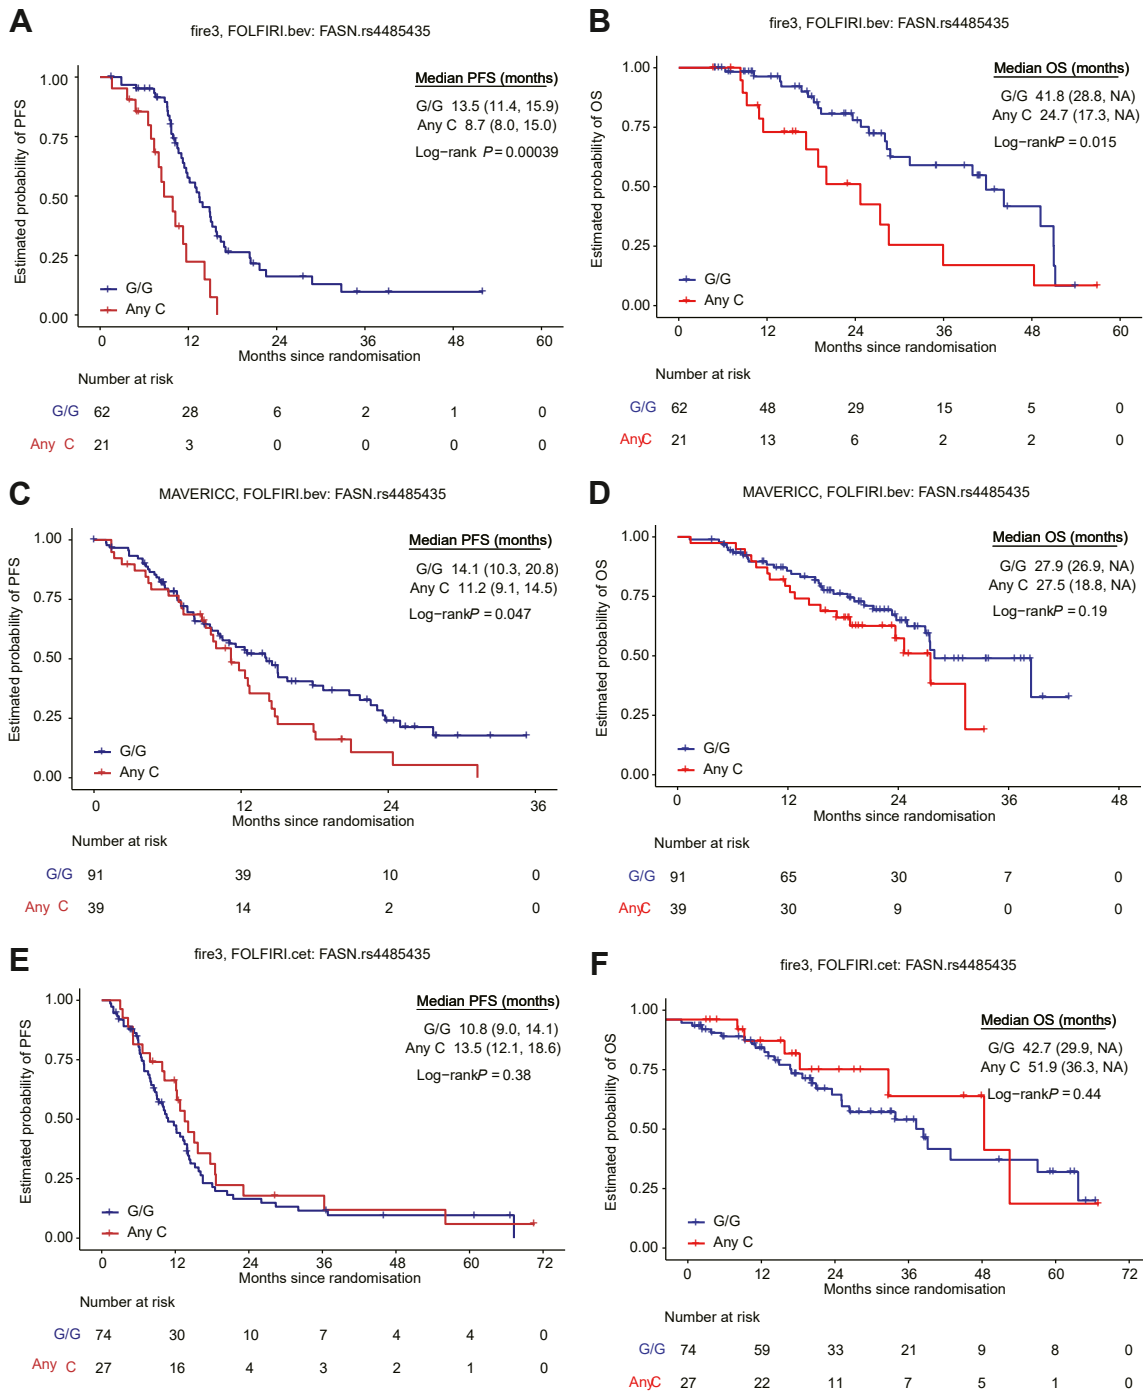 A
fire3, FOLFIRI.bev: FASN.rs4485435
Estimated probability of PFS
1.00
0.75
0.50
0.25
0.00
Median PFS (months)
G/G 13.5 (11.4, 15.9)
Any C 8.7 (8.0, 15.0)
Log−rank P = 0.00039
G/G
Any C
0 12 24 36 48 60
Months since randomisation
Number at risk
G/G 62 28 6 2 1 0
Any C 21 3 0 0 0 0
B
fire3, FOLFIRI.bev: FASN.rs4485435
Estimated probability of OS
1.00
0.75
0.50
0.25
0.00
Median OS (months)
G/G 41.8 (28.8, NA)
Any C 24.7 (17.3, NA)
Log−rankP = 0.015
G/G
Any C
0 12 24 36 48 60
Months since randomisation
Number at risk
G/G 62 48 29 15 5 0
AnyC 21 13 6 2 2 0
C
MAVERICC, FOLFIRI.bev: FASN.rs4485435
Estimated probability of PFS
1.00
0.75
0.50
0.25
0.00
Median PFS (months)
G/G 14.1 (10.3, 20.8)
Any C 11.2 (9.1, 14.5)
Log−rankP = 0.047
G/G
Any C
0 12 24 36
Months since randomisation
Number at risk
G/G 91 39 10 0
Any C 39 14 2 0
D
MAVERICC, FOLFIRI.bev: FASN.rs4485435
Estimated probability of OS
1.00
0.75
0.50
0.25
0.00
Median OS (months)
G/G 27.9 (26.9, NA)
Any C 27.5 (18.8, NA)
Log−rankP = 0.19
G/G
Any C
0 12 24 36 48
Months since randomisation
Number at risk
G/G 91 65 30 7 0
AnyC 39 30 9 0 0
E
fire3, FOLFIRI.cet: FASN.rs4485435
Estimated probability of PFS
1.00
0.75
0.50
0.25
0.00
Median PFS (months)
G/G 10.8 (9.0, 14.1)
Any C 13.5 (12.1, 18.6)
Log−rankP = 0.38
G/G
Any C
0 12 24 36 48 60 72
Months since randomisation
Number at risk
G/G 74 30 10 7 4 4 0
Any C 27 16 4 3 2 1 0
F
fire3, FOLFIRI.cet: FASN.rs4485435
Estimated probability of OS
1.00
0.75
0.50
0.25
0.00
Median OS (months)
G/G 42.7 (29.9, NA)
Any C 51.9 (36.3, NA)
Log−rankP = 0.44
G/G
Any C
0 12 24 36 48 60 72
Months since randomisation
Number at risk
G/G 74 59 33 21 9 8 0
AnyC 27 22 11 7 5 1 0